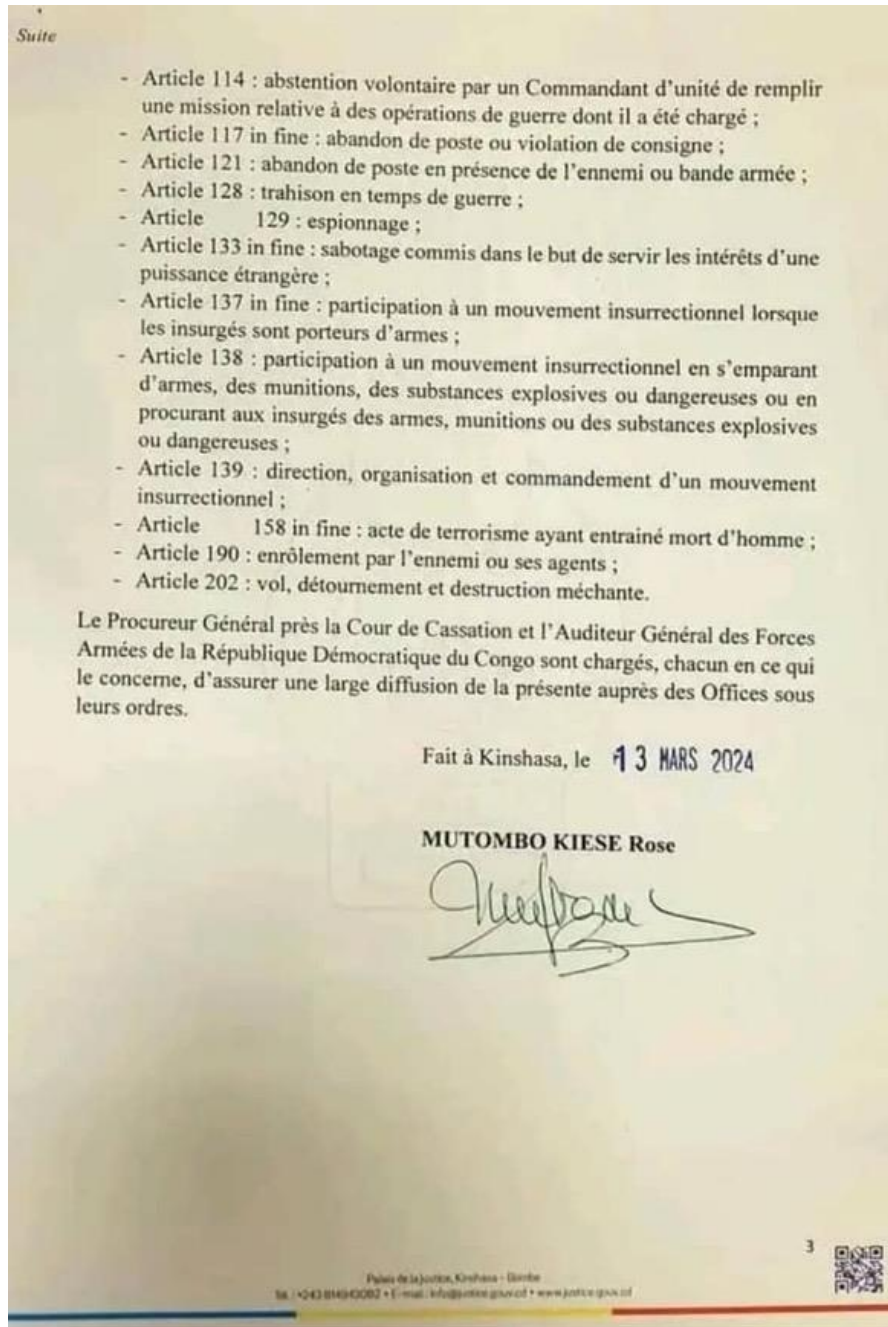 Suite
- Article 114 : abstention volontaire par un Commandant d'unité de remplir
une mission relative à des opérations de guerre dont il a été chargé ;
- Article 117 in fine : abandon de poste ou violation de consigne ;
- Article 121 : abandon de poste en présence de l'ennemi ou bande armée ;
- Article 128 : trahison en temps de guerre ;
- Article 129 : espionnage ;
- Article 133 in fine : sabotage commis dans le but de servir les intérêts d'une
puissance étrangère ;
- Article 137 in fine : participation à un mouvement insurrectionnel lorsque
les insurgés sont porteurs d'armes ;
- Article 138 : participation à un mouvement insurrectionnel en s'emparant
d'armes, des munitions, des substances explosives ou dangereuses ou en
procurant aux insurgés des armes, munitions ou des substances explosives
ou dangereuses ;
- Article 139 : direction, organisation et commandement d'un mouvement
insurrectionnel ;
- Article 158 in fine : acte de terrorisme ayant entrainé mort d'homme ;
- Article 190 : enrôlement par l'ennemi ou ses agents ;
- Article 202 : vol, détournement et destruction méchante.
Le Procureur Général près la Cour de Cassation et l'Auditeur Général des Forces
Armées de la République Démocratique du Congo sont chargés, chacun en ce qui
le concerne, d'assurer une large diffusion de la présente auprès des Offices sous
leurs ordres.
Fait à Kinshasa, le 13 MARS 2024
MUTOMBO KIESE Rose
3
Palais de la Justice, Kinshasa - Gombe
E-mail : info@justice.gouv.cd • www.justice.gouv.cd